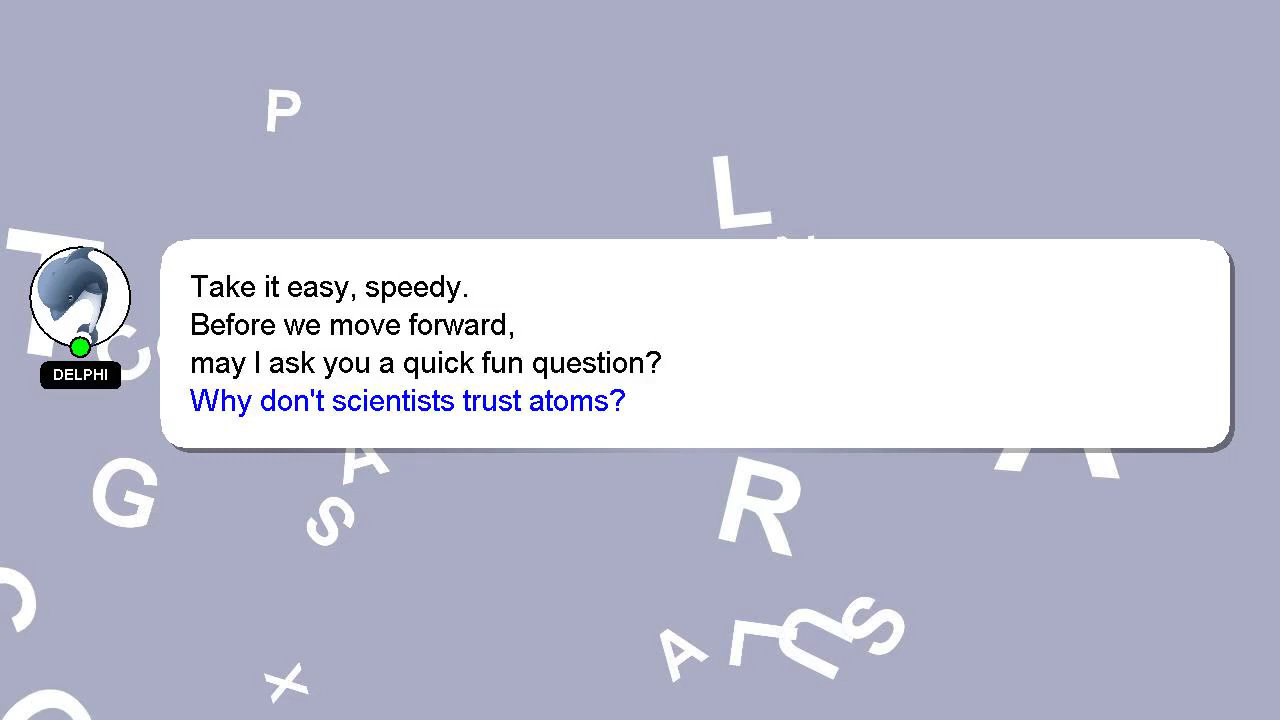 P
L
Take it easy, speedy.
Before we move forward,
may I ask you a quick fun question?
Why don't scientists trust atoms?
DELPHI
G
A
S
R
A
L
U
S
X